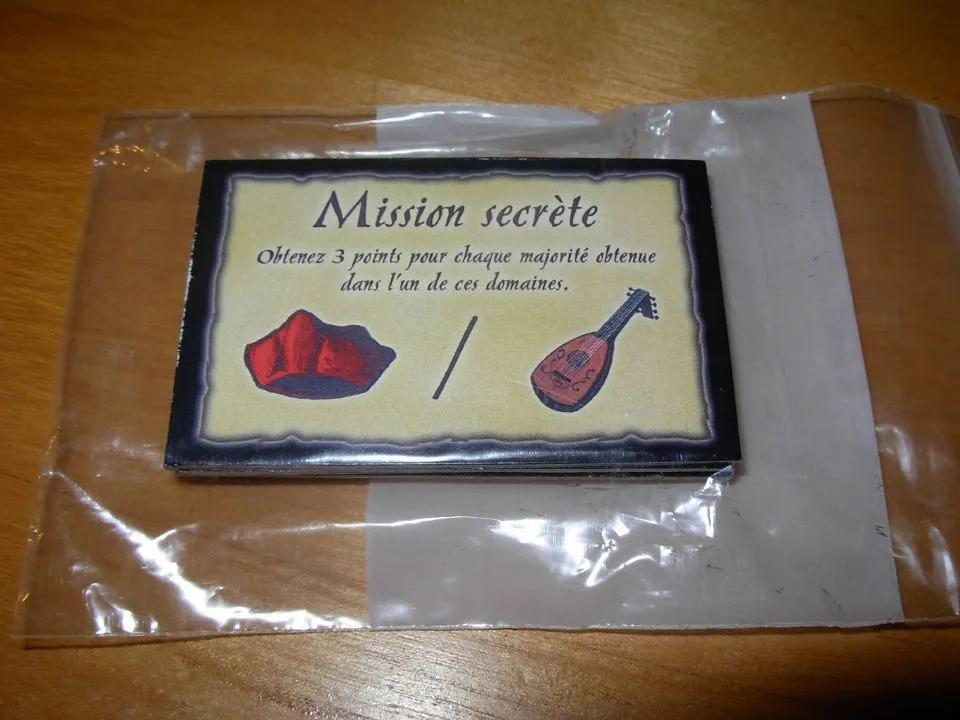 Mission secrète
Obtenez 3 points pour chaque majorité obtenue
dans l'un de ces domaines.
/